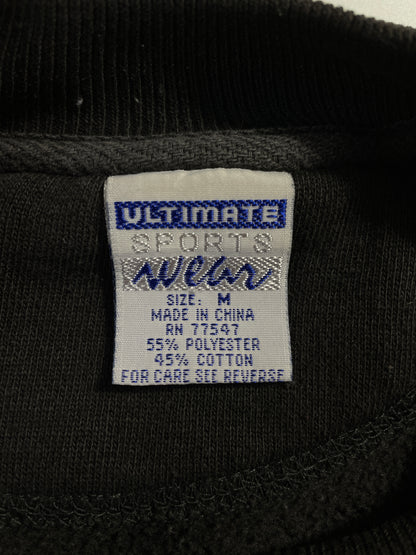 ULTIMATE
SPORTS
wear
SIZE: M
MADE IN CHINA
RN 77547
55% POLYESTER
45% COTTON
FOR CARE SEE REVERSE